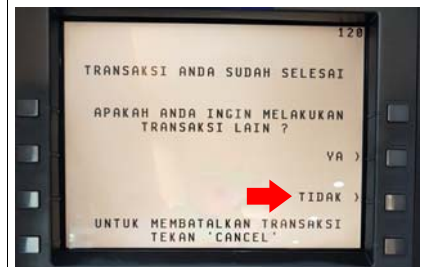 120
TRANSAKSI ANDA SUDAH SELESAI
APAKAH ANDA INGIN MELAKUKAN
TRANSAKSI LAIN ?
YA >
TIDAK >
UNTUK MEMBATALKAN TRANSAKSI
TEKAN 'CANCEL'